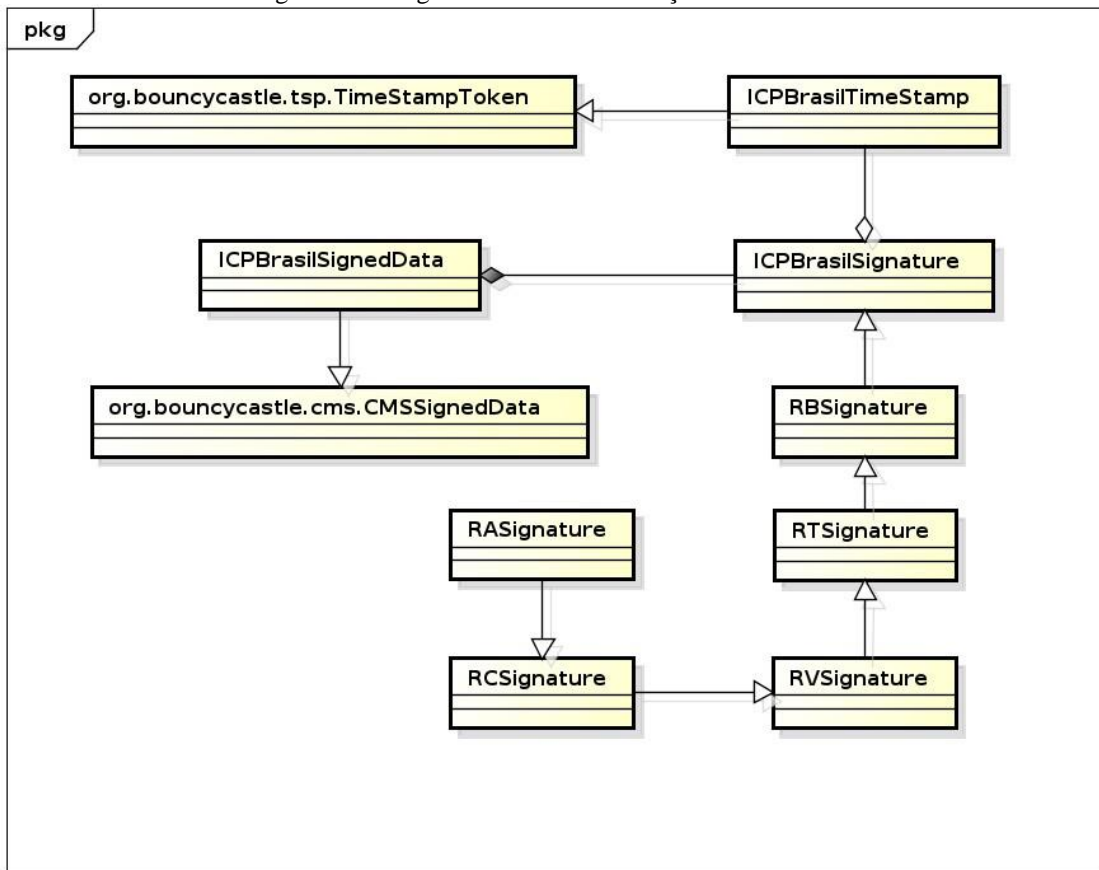 pkg
org.bouncycastle.tsp.TimeStampToken
ICPBrasilTimeStamp
ICPBrasilSignedData
ICPBrasilSignature
org.bouncycastle.cms.CMSSignedData
RBSignature
RASignature
RTSignature
RCSignature
RVSignature